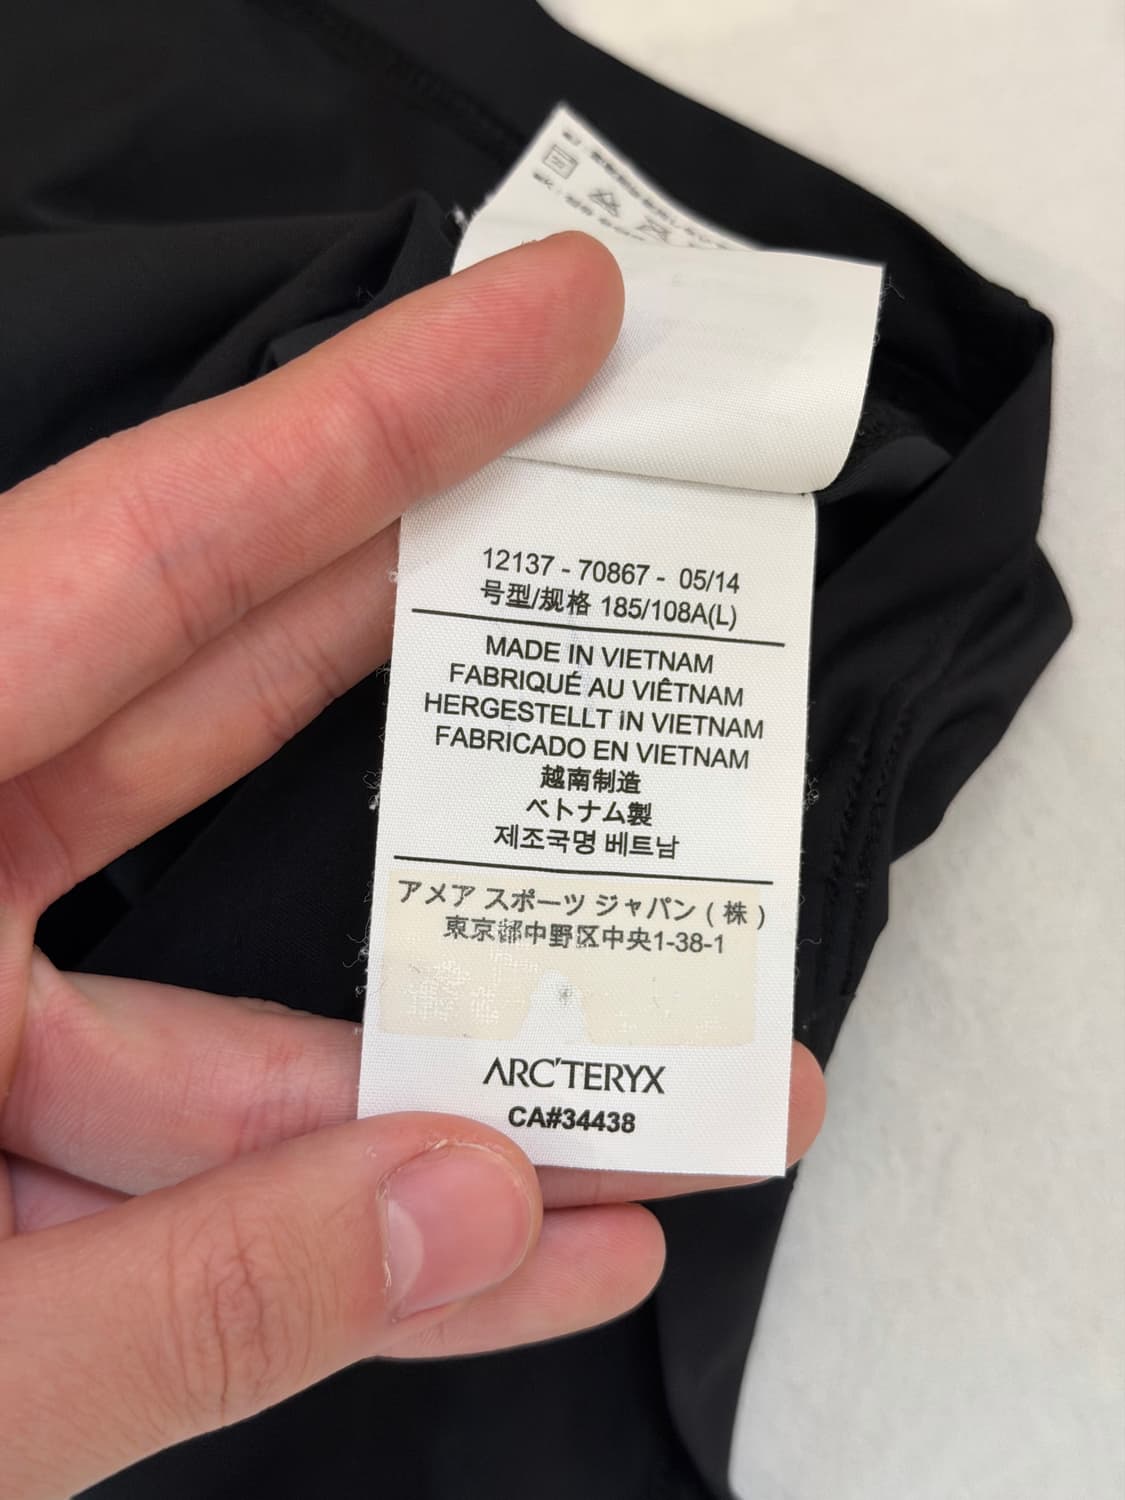 12137 - 70867 - 05/14
号型/规格 185/108A(L)
MADE IN VIETNAM
FABRIQUÉ AU VIÊTNAM
HERGESTELLT IN VIETNAM
FABRICADO EN VIETNAM
越南制造
ベトナム製
제조국명 베트남
アメア スポーツ ジャパン ( 株 )
東京都中野区中央1-38-1
ARC'TERYX
CA#34438